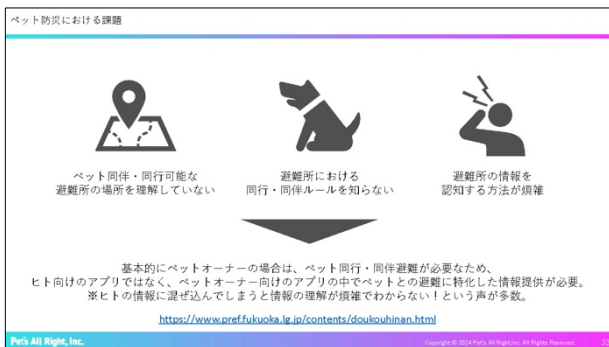 ペット防災における課題
ペット同伴・同行可能な
避難所の場所を理解していない
避難所における
同行・同伴ルールを知らない
避難所の情報を
認知する方法が煩雑
基本的にペットオーナーの場合は、ペット同行・同伴避難が必要なため、
ヒト向けのアプリではなく、ペットオーナー向けのアプリの中でペットとの避難に特化した情報提供が必要。
※ヒトの情報に混ぜ込んでしまうと情報の理解が煩雑でわからない！という声が多数。
https://www.pref.fukuoka.lg.jp/contents/doukouhinan.html
Pet's All Right, Inc.
Copyright © 2024 Pet's All Right,Inc. All Rights Reserved.